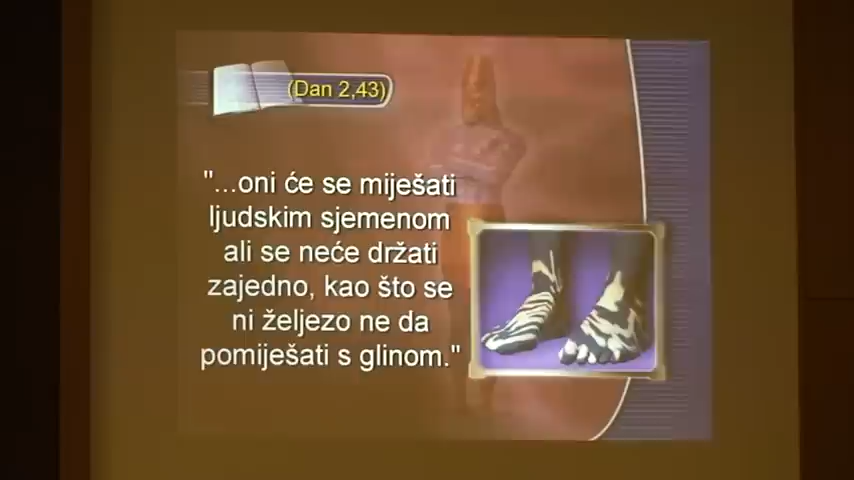 (Dan 2,43)
"...oni će se miješati
ljudskim sjemenom
ali se neće držati
zajedno, kao što se
ni željezo ne da
pomiješati s glinom."